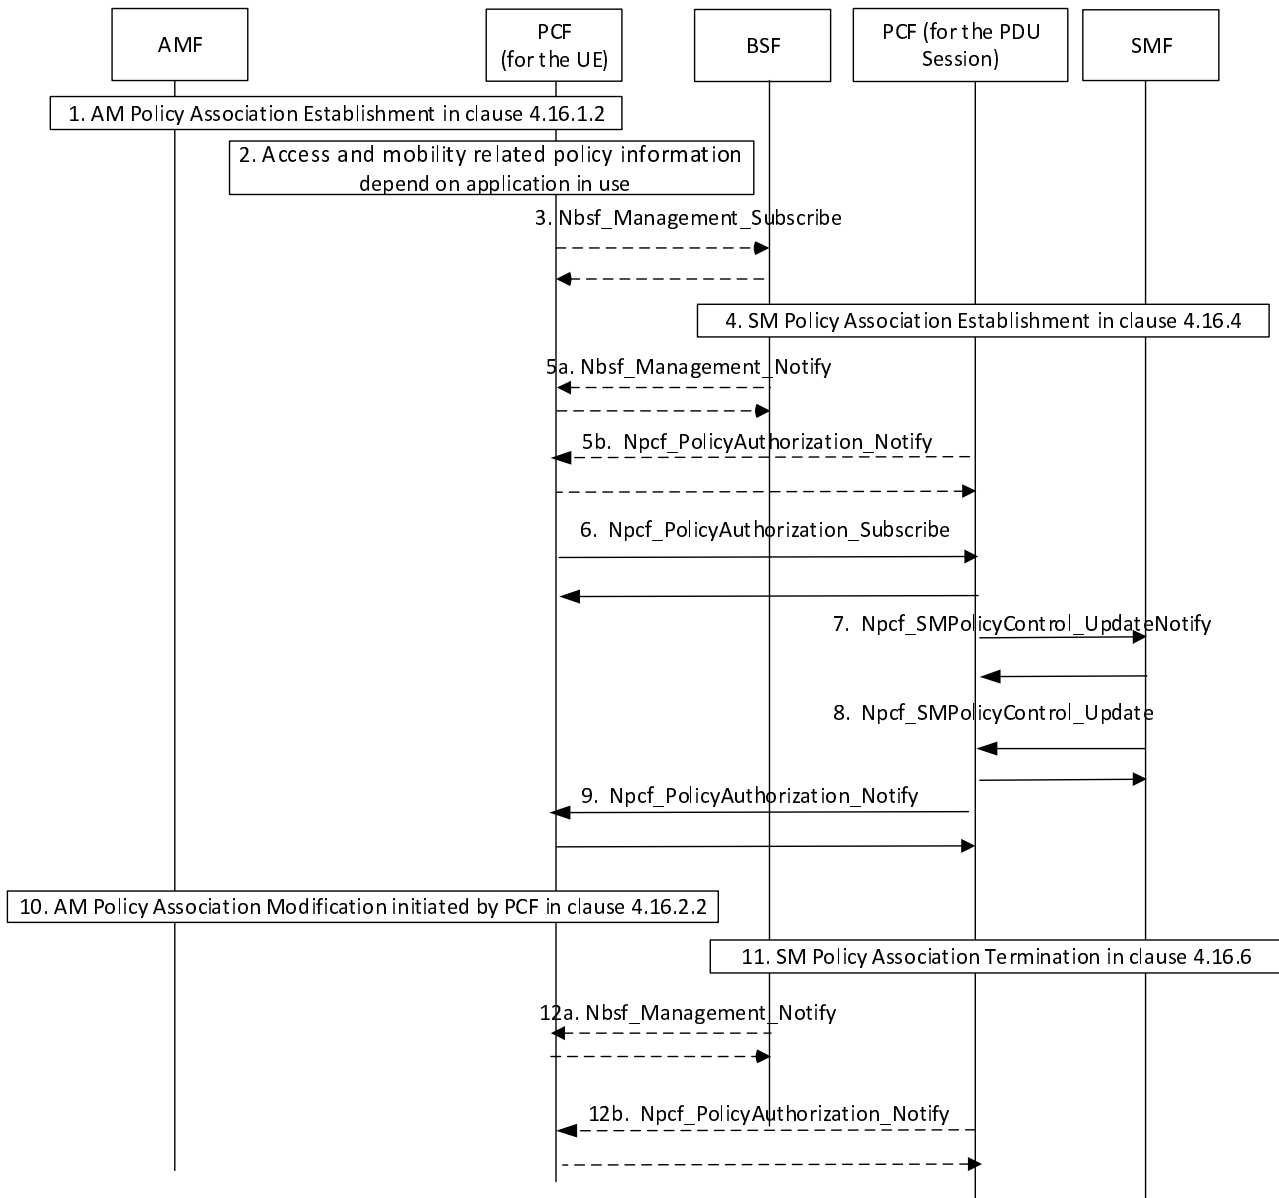 AMF
PCF
(for the UE)
BSF
PCF (for the PDU
Session)
SMF
1. AM Policy Association Establishment in clause 4.16.1.2
2. Access and mobility related policy information
depend on application in use
3. Nbsf_Management_Subscribe
4. SM Policy Association Establishment in clause 4.16.4
5a. Nbsf_Management_Notify
5b. Npcf_PolicyAuthorization_Notify
6. Npcf_PolicyAuthorization_Subscribe
7. Npcf_SMPolicyControl_UpdateNotify
8. Npcf_SMPolicyControl_Update
9. Npcf_PolicyAuthorization_Notify
10. AM Policy Association Modification initiated by PCF in clause 4.16.2.2
11. SM Policy Association Termination in clause 4.16.6
12a. Nbsf_Management_Notify
12b. Npcf_PolicyAuthorization_Notify